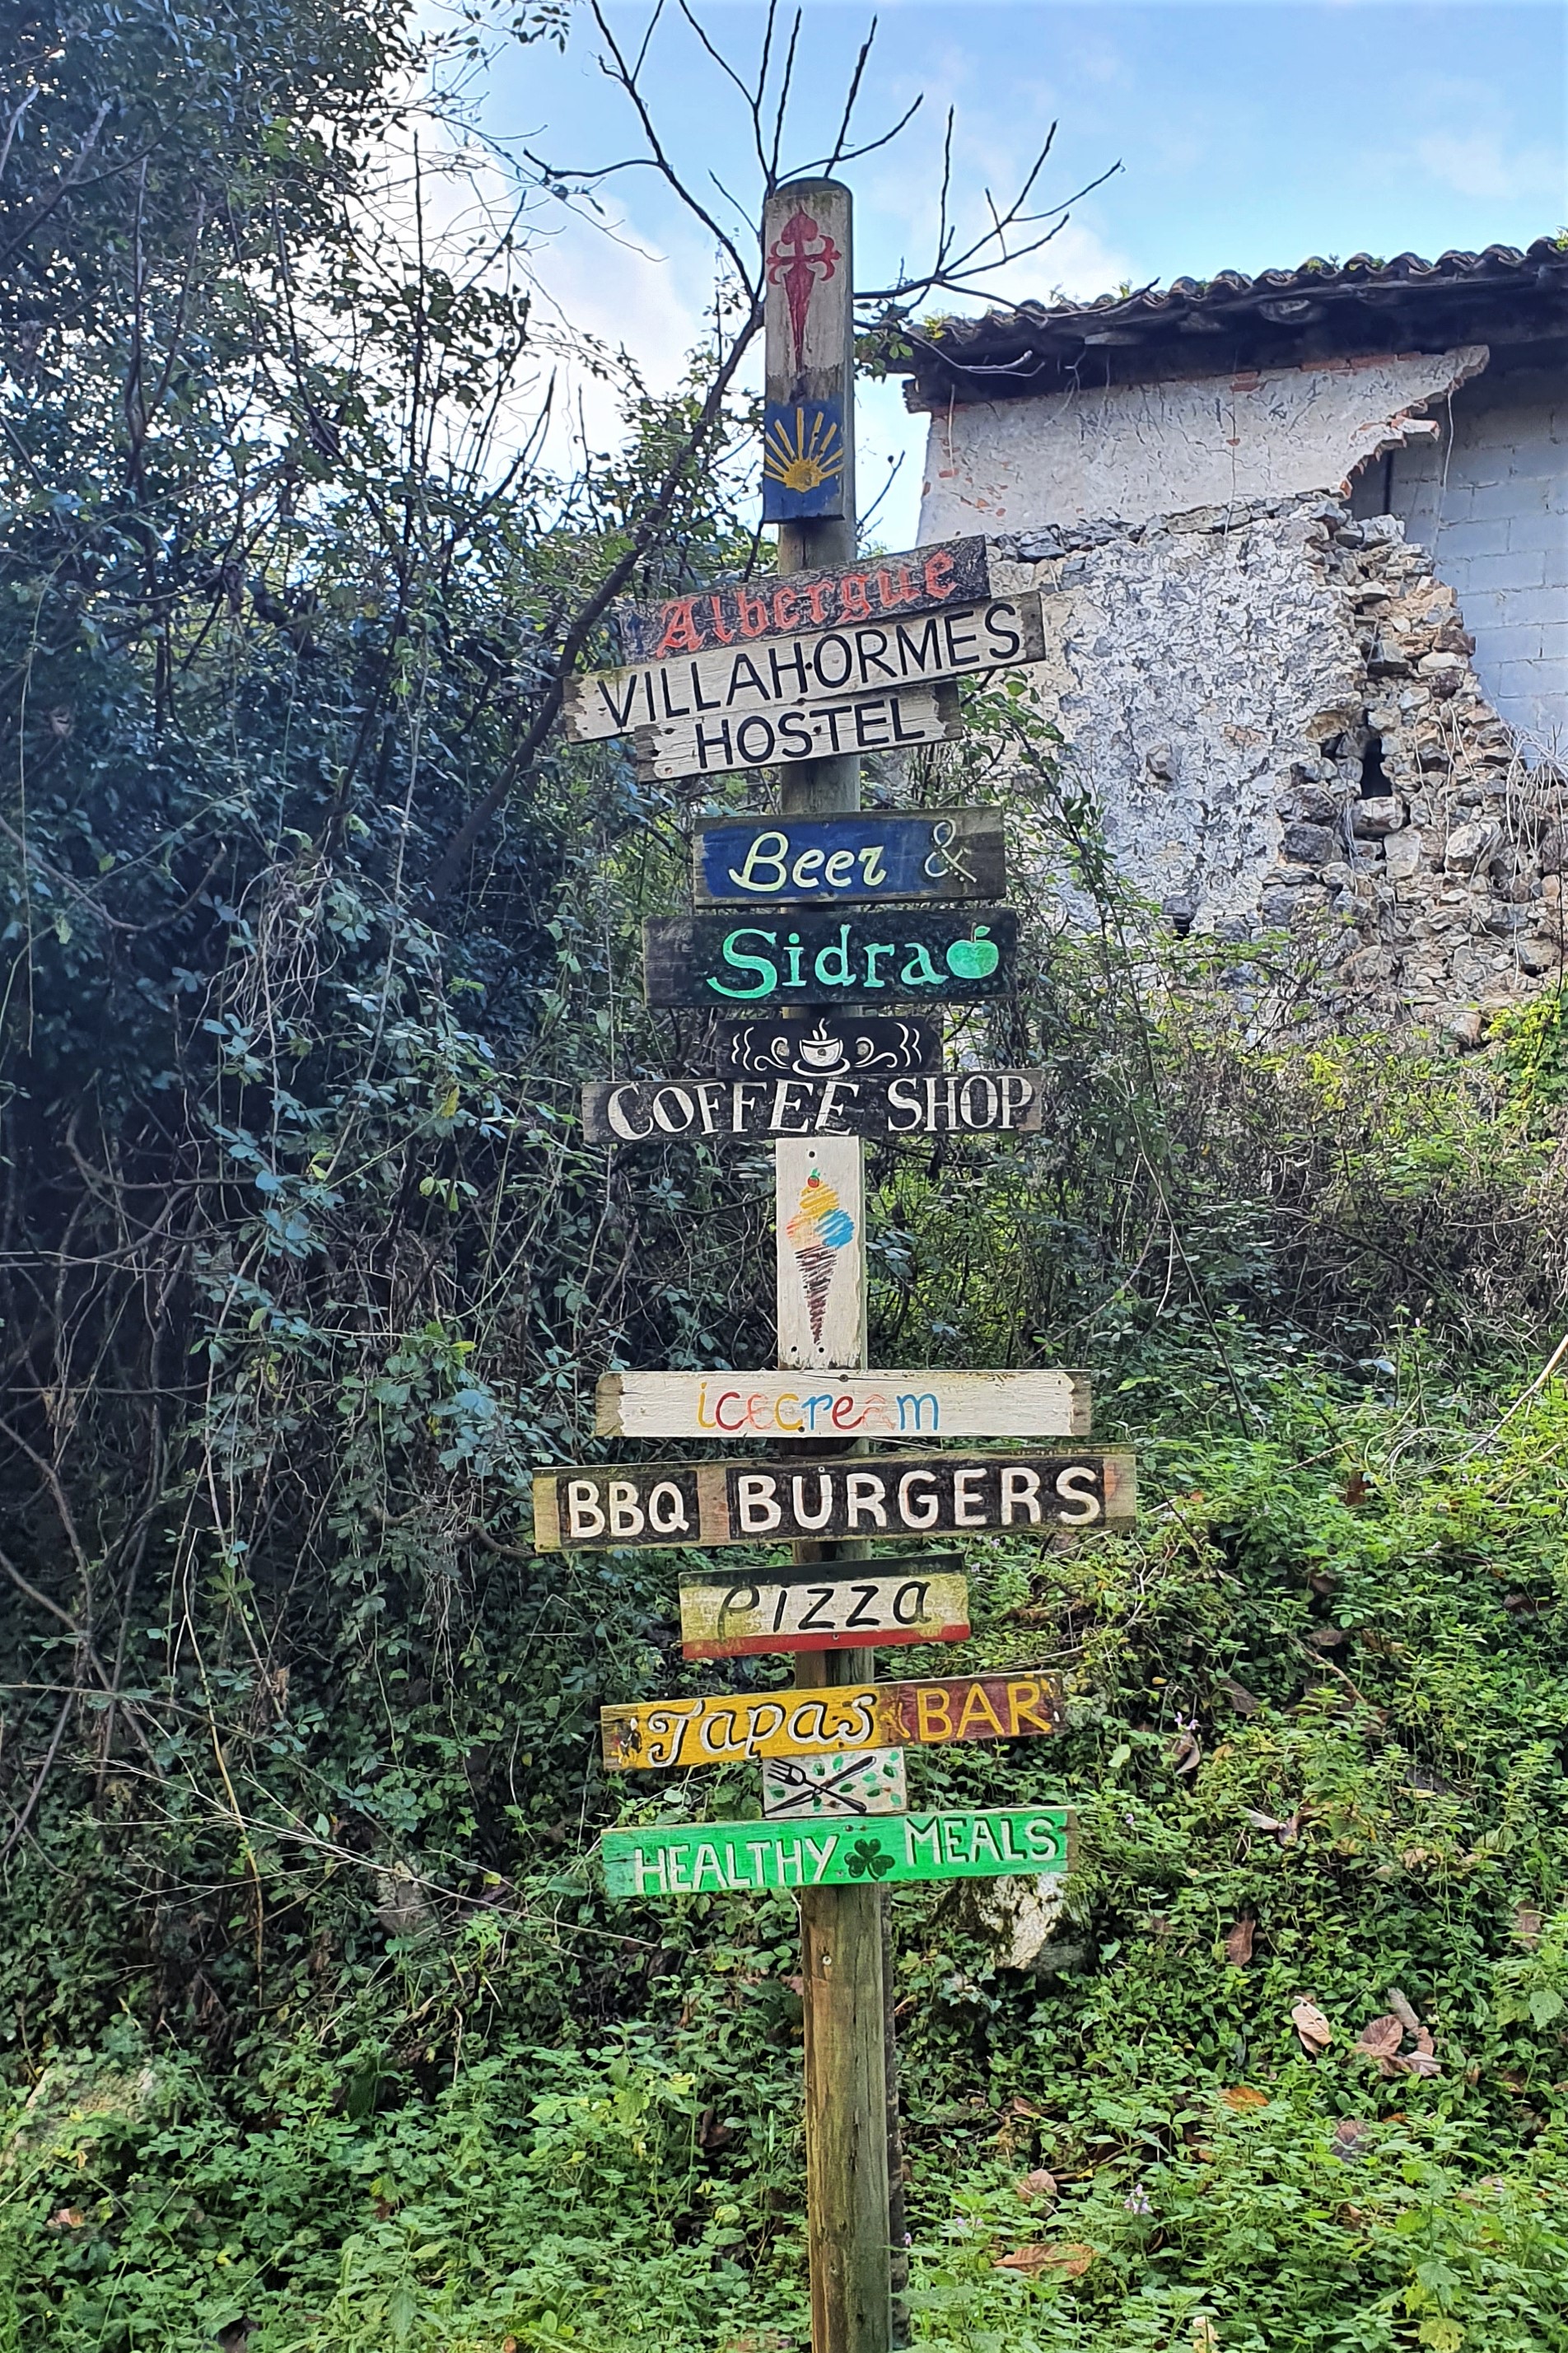 Albergue
VILLAHORMES
HOSTEL
Beer &
Sidra
COFFEE SHOP
icecream
BBQ BURGERS
PIZZA
Tapas BAR
HEALTHY MEALS